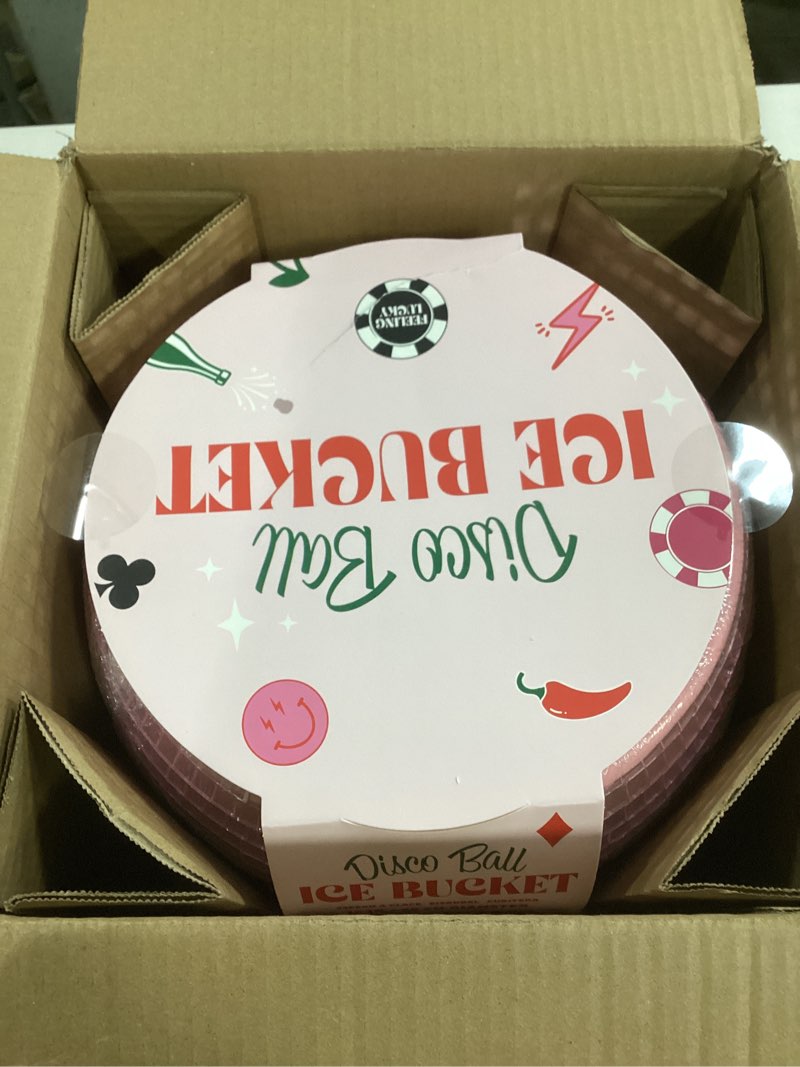 FEELING
LUCKY
Disco Ball
ICE BUCKET
Disco Ball
ICE BUCKET